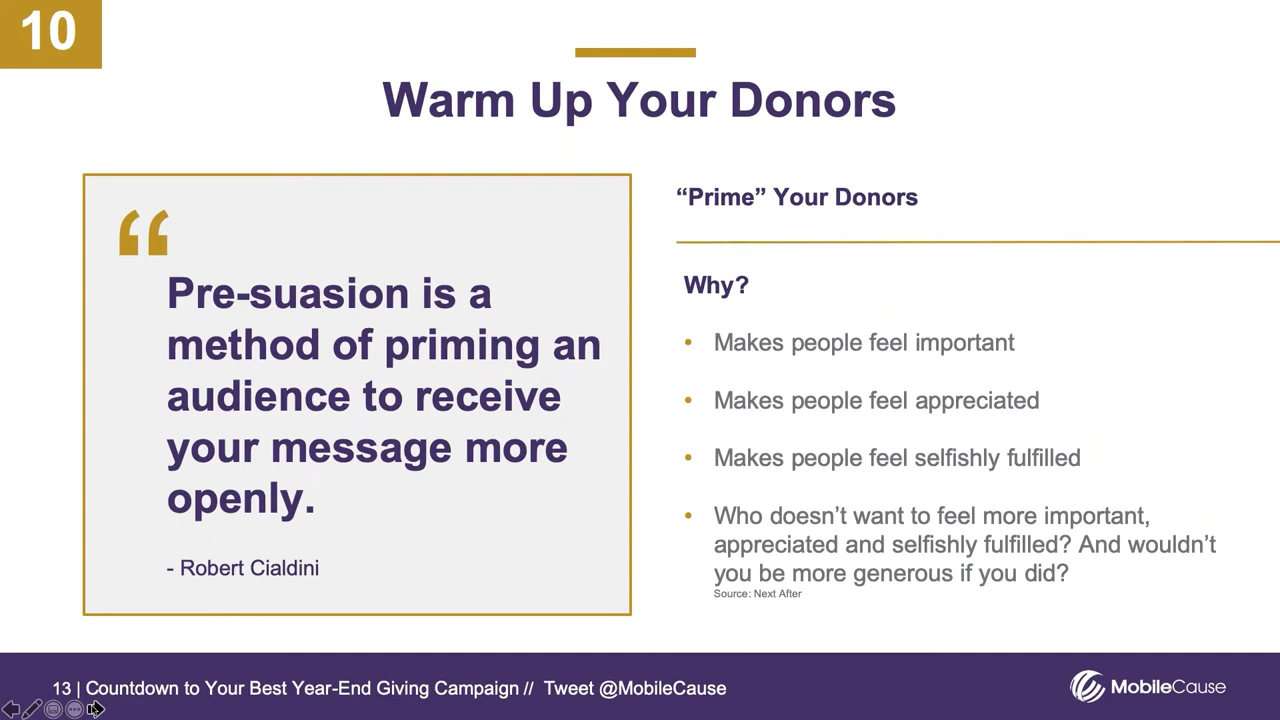 10
Warm Up Your Donors
“
Pre-suasion is a
method of priming an
audience to receive
your message more
openly.
- Robert Cialdini
“Prime” Your Donors
Why?
• Makes people feel important
• Makes people feel appreciated
• Makes people feel selfishly fulfilled
• Who doesn’t want to feel more important,
appreciated and selfishly fulfilled? And wouldn’t
you be more generous if you did?
Source: Next After
13 | Countdown to Your Best Year-End Giving Campaign // Tweet @MobileCause
MobileCause